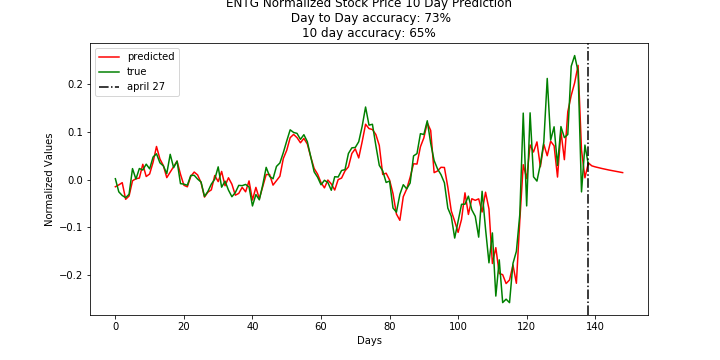 ENTG Normalized Stock Price 10 Day Prediction
Day to Day accuracy: 73%
10 day accuracy: 65%
predicted
true
april 27
Normalized Values
0.2
0.1
0.0
−0.1
−0.2
0
20
40
60
80
100
120
140
Days